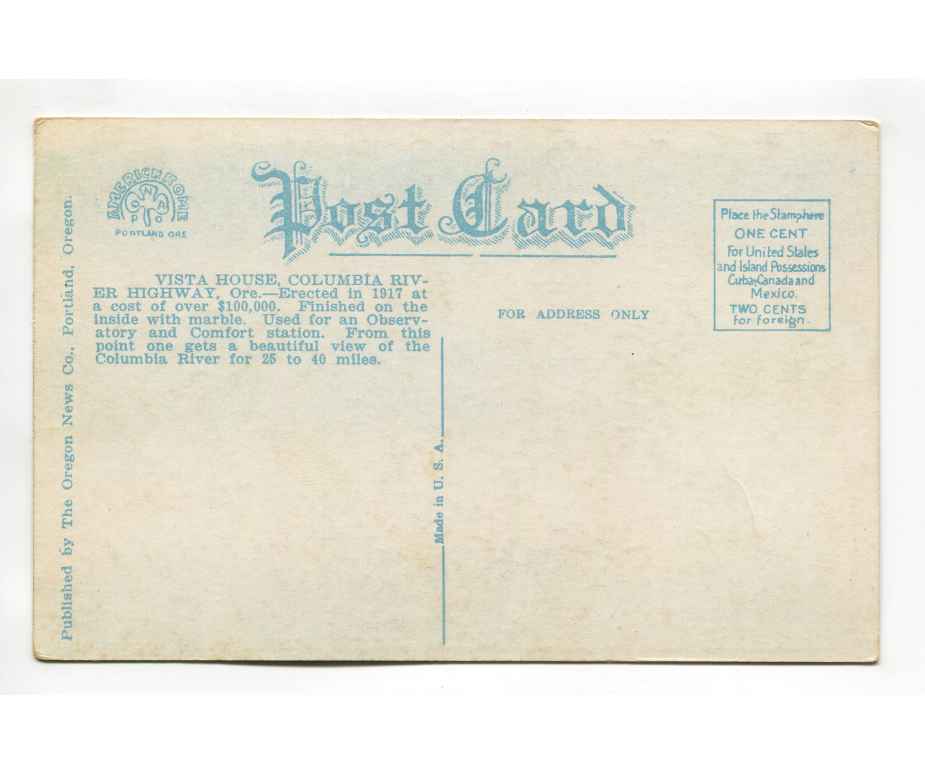 Post Card
AMERICHROME
PORTLAND ORE
VISTA HOUSE, COLUMBIA RIV-
ER HIGHWAY, Ore.—Erected in 1917 at
a cost of over $100,000. Finished on the
inside with marble. Used for an Observ-
atory and Comfort station. From this
point one gets a beautiful view of the
Columbia River for 25 to 40 miles.
Published by The Oregon News Co., Portland, Oregon.
Made in U. S. A.
FOR ADDRESS ONLY
Place the Stamp here
ONE CENT
For United States
and Island Possessions
Cuba, Canada and
Mexico.
TWO CENTS
for foreign.